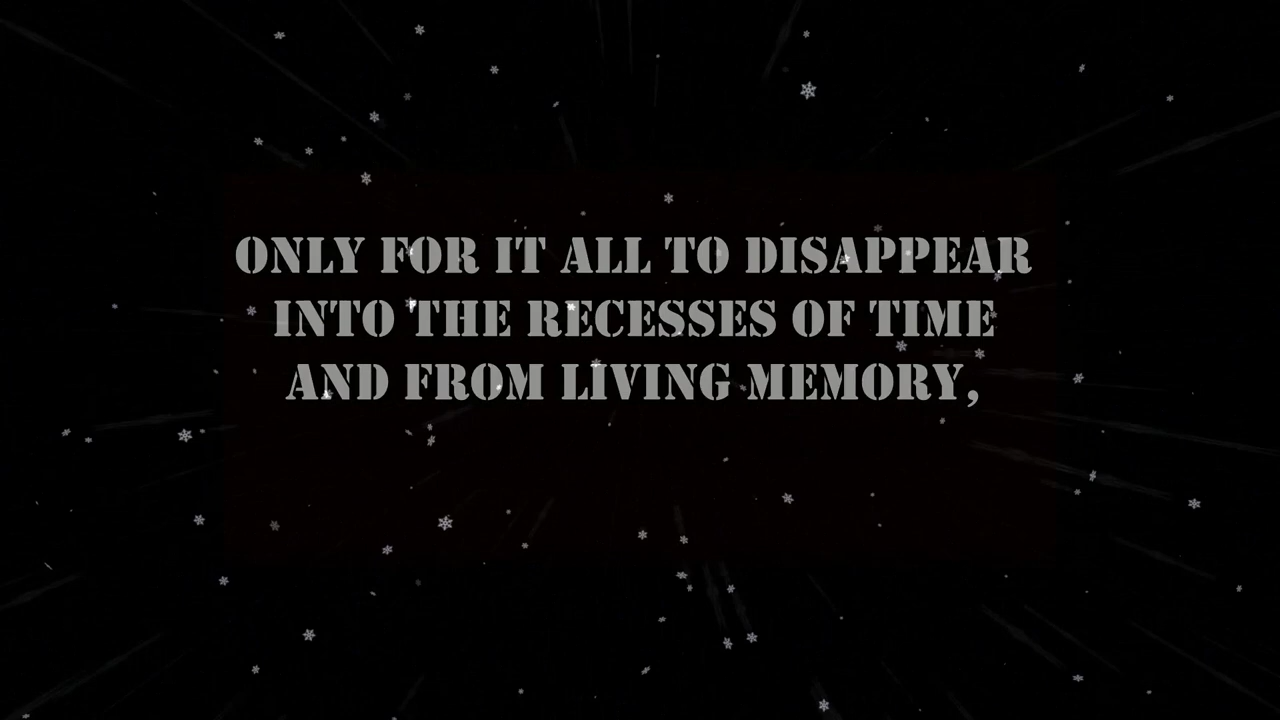 ONLY FOR IT ALL TO DISAPPEAR
INTO THE RECESSES OF TIME
AND FROM LIVING MEMORY,